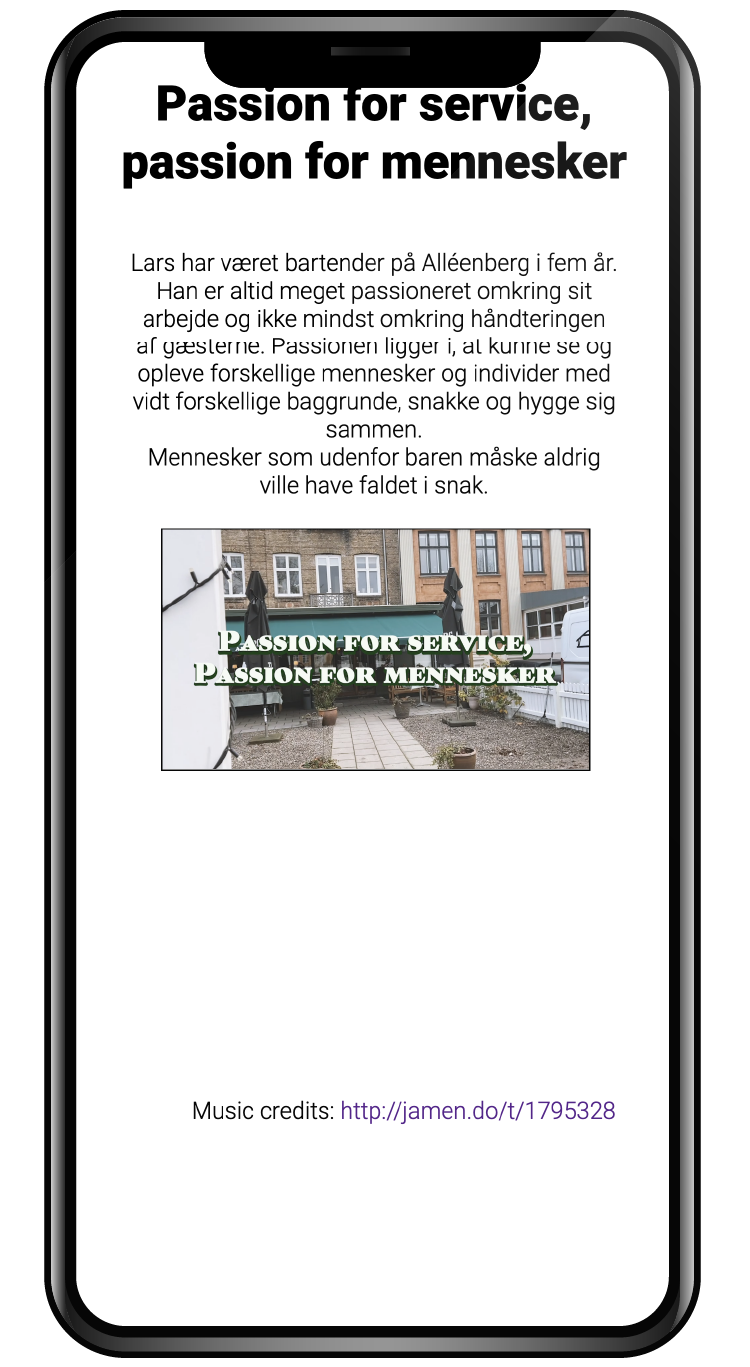 Passion for service,
passion for mennesker
Lars har været bartender på Alléenberg i fem år.
Han er altid meget passioneret omkring sit
arbejde og ikke mindst omkring håndteringen
af gæsterne. Passionen ligger i, at kunne se og
opleve forskellige mennesker og individer med
vidt forskellige baggrunde, snakke og hygge sig
sammen.
Mennesker som udenfor baren måske aldrig
ville have faldet i snak.
Passion for service,
Passion for mennesker
Music credits: http://jamen.do/t/1795328